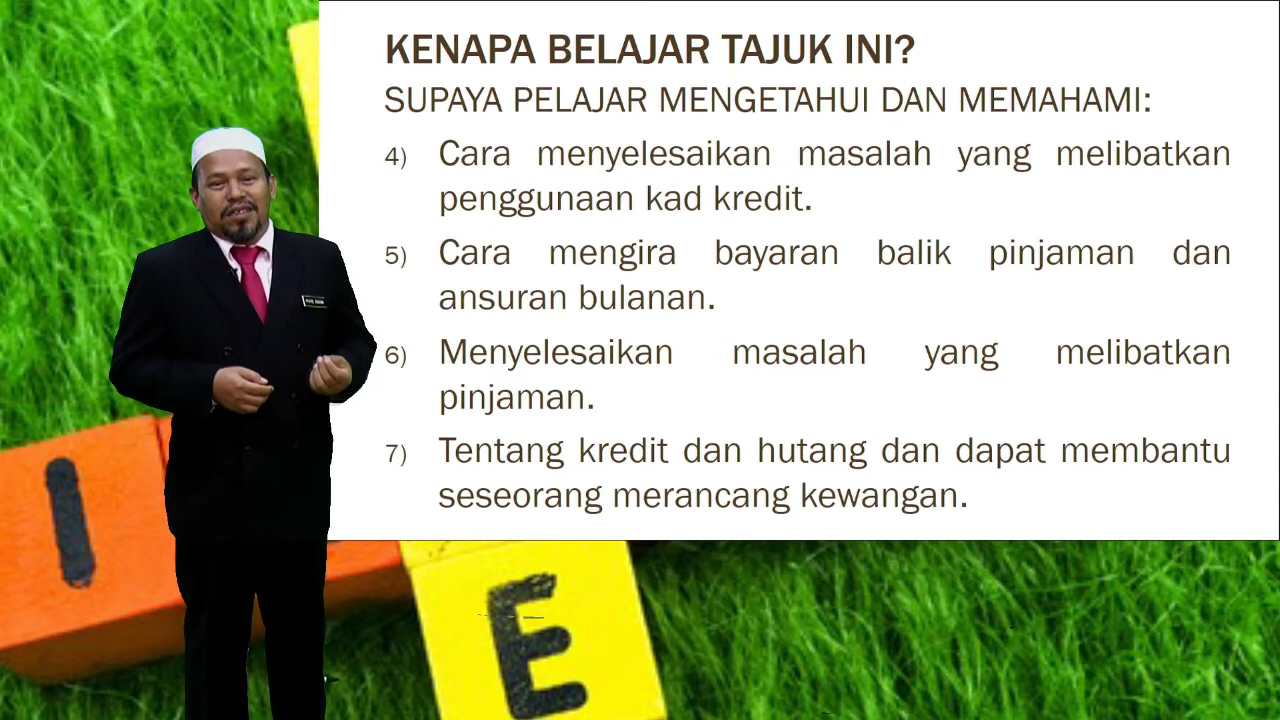 KENAPA BELAJAR TAJUK INI?
SUPAYA PELAJAR MENGETAHUI DAN MEMAHAMI:
4) Cara menyelesaikan masalah yang melibatkan
penggunaan kad kredit.
5) Cara mengira bayaran balik pinjaman dan
ansuran bulanan.
6) Menyelesaikan masalah yang melibatkan
pinjaman.
7) Tentang kredit dan hutang dan dapat membantu
seseorang merancang kewangan.
I
E